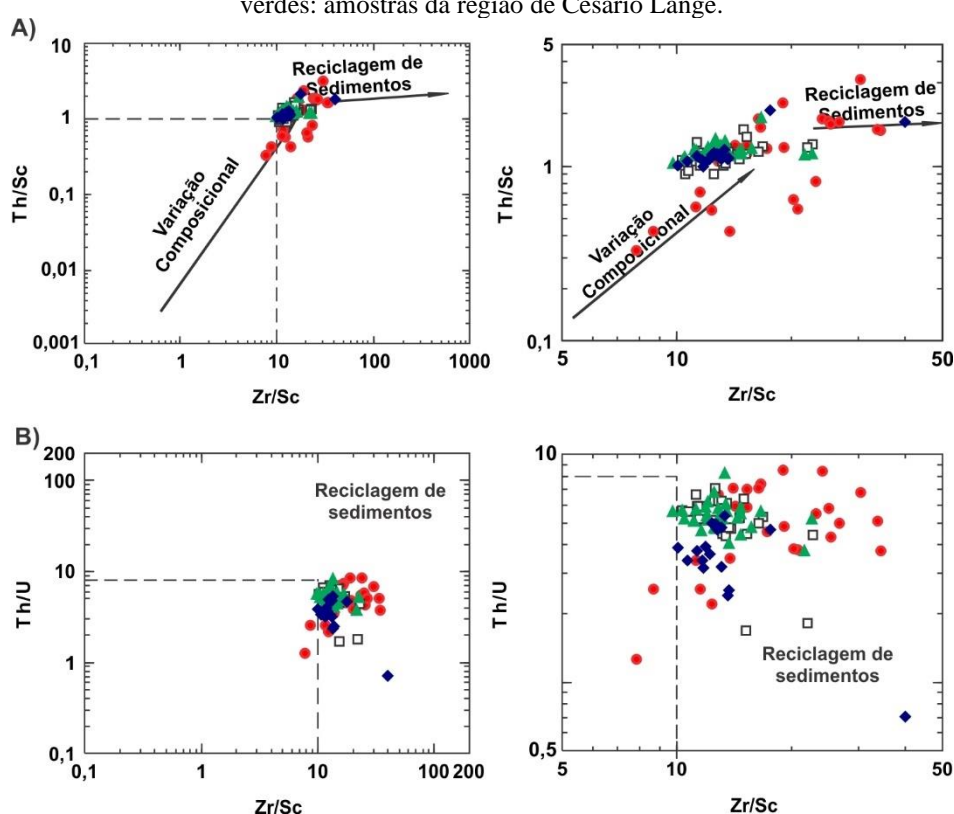 verdes: amostras da região de Cesário Lange.
A)
10
1
0,1
0,01
0,001
Th/Sc
0,1
1
10
100
1000
Zr/Sc
Reciclagem de
Sedimentos
Variação
Composicional
5
1
0,1
Th/Sc
5
10
50
Zr/Sc
Reciclagem de
Sedimentos
Variação
Composicional
B)
200
100
10
1
0,1
Th/U
0,1
1
10
100
200
Zr/Sc
Reciclagem de
sedimentos
10
1
0,5
Th/U
5
10
50
Zr/Sc
Reciclagem de
sedimentos